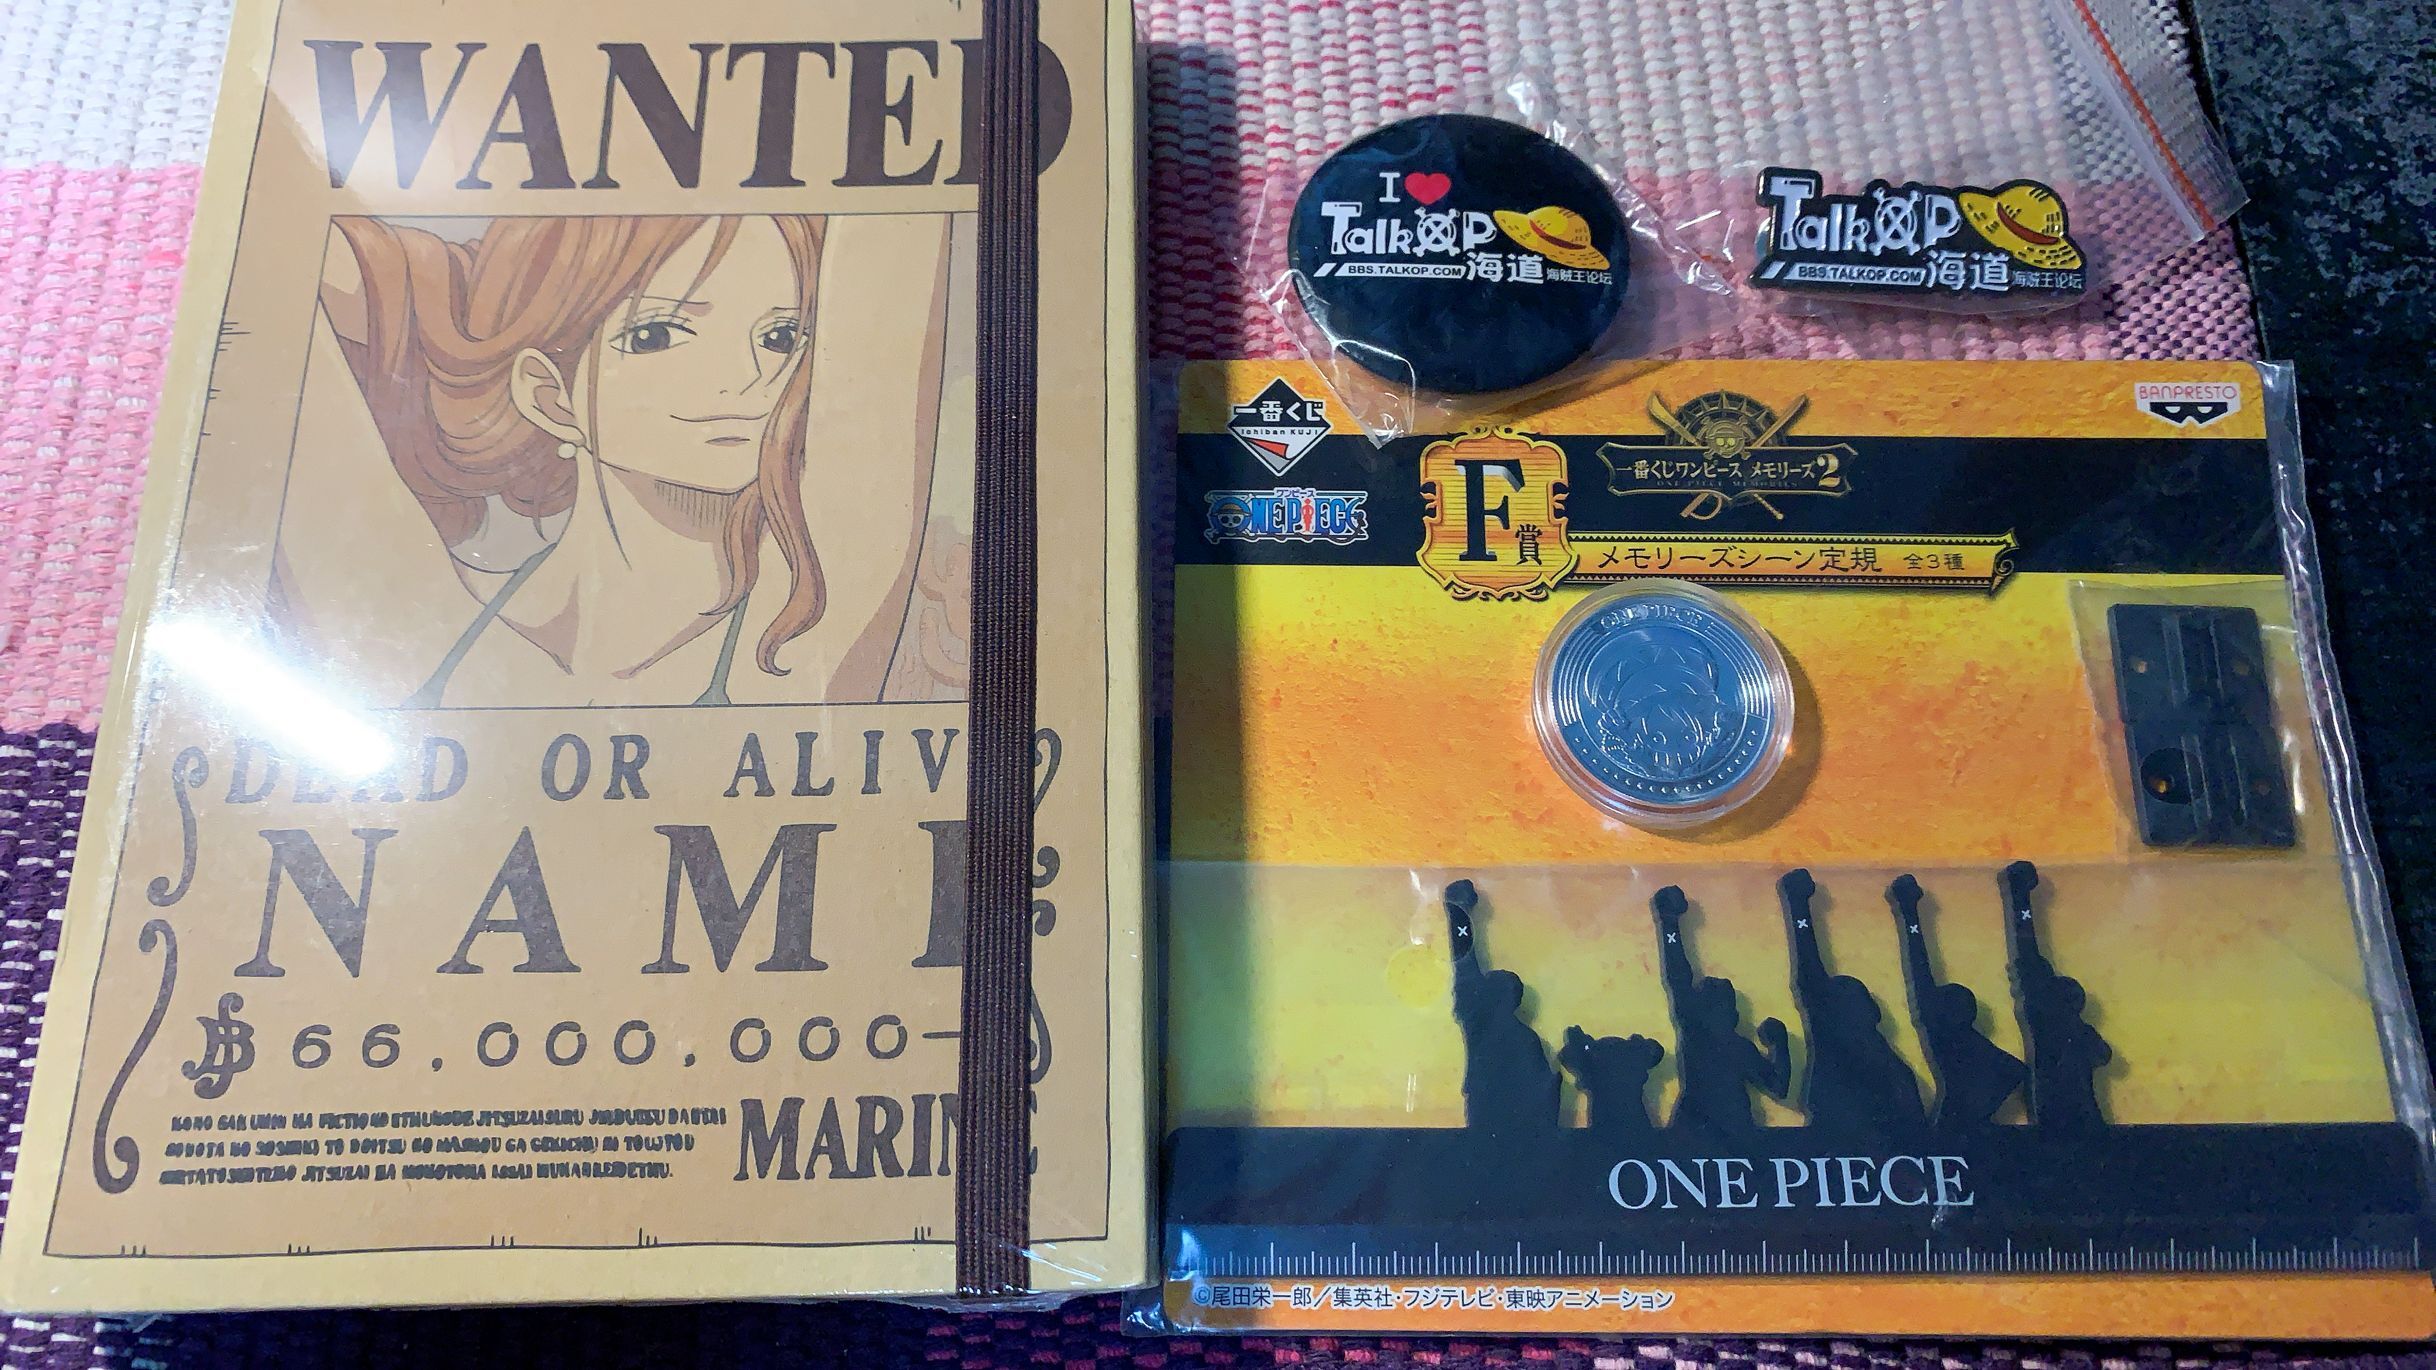 WANTED
DEAD OR ALIV
NAMI
66,000,000-
MARINE
I
TalkOP
BBS.TALKOP.COM 海道 海贼王论坛
TalkOP
BBS.TALKOP.COM 海道 海贼王论坛
一番くじ
Ichiban KUJI
ワンピース
ONE PIECE
F賞
一番くじワンピース メモリーズ2
ONE PIECE MEMORIES
メモリーズシーン定規 全3種
BANPRESTO
ONE PIECE
ONE PIECE
©尾田栄一郎／集英社・フジテレビ・東映アニメーション